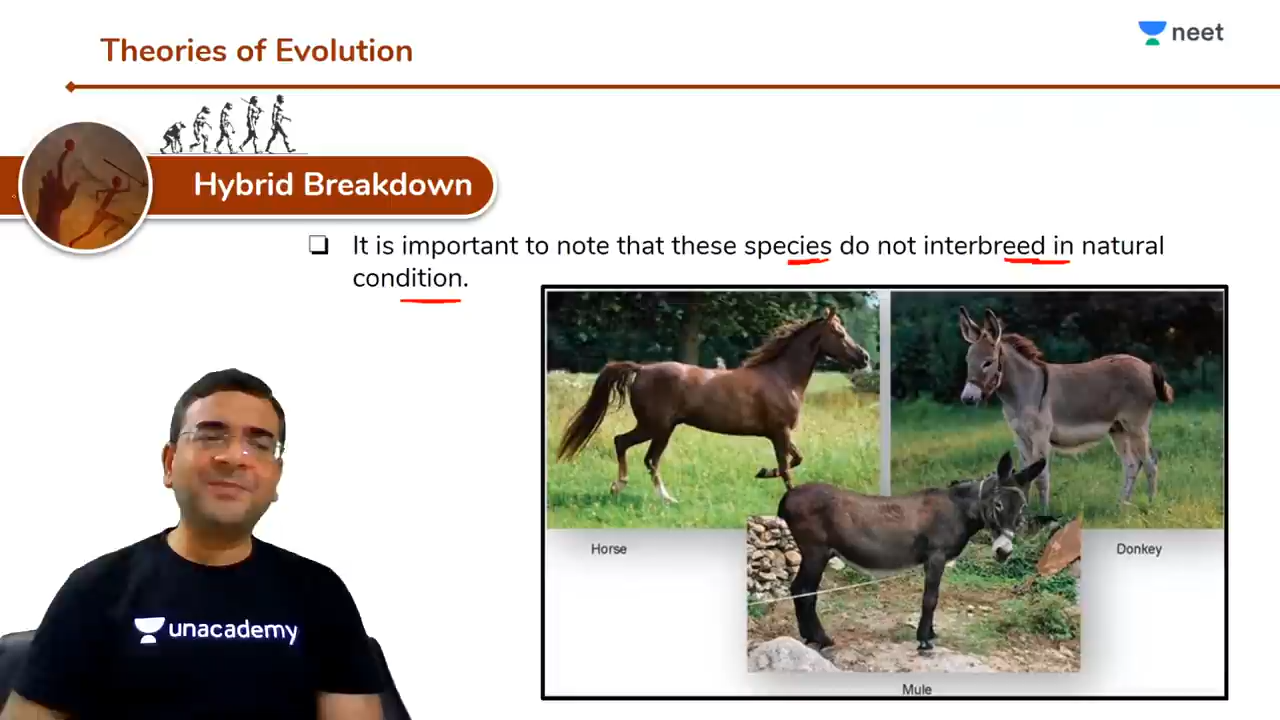 Theories of Evolution
neet
Hybrid Breakdown
❑ It is important to note that these species do not interbreed in natural
condition.
Horse
Donkey
unacademy
Mule